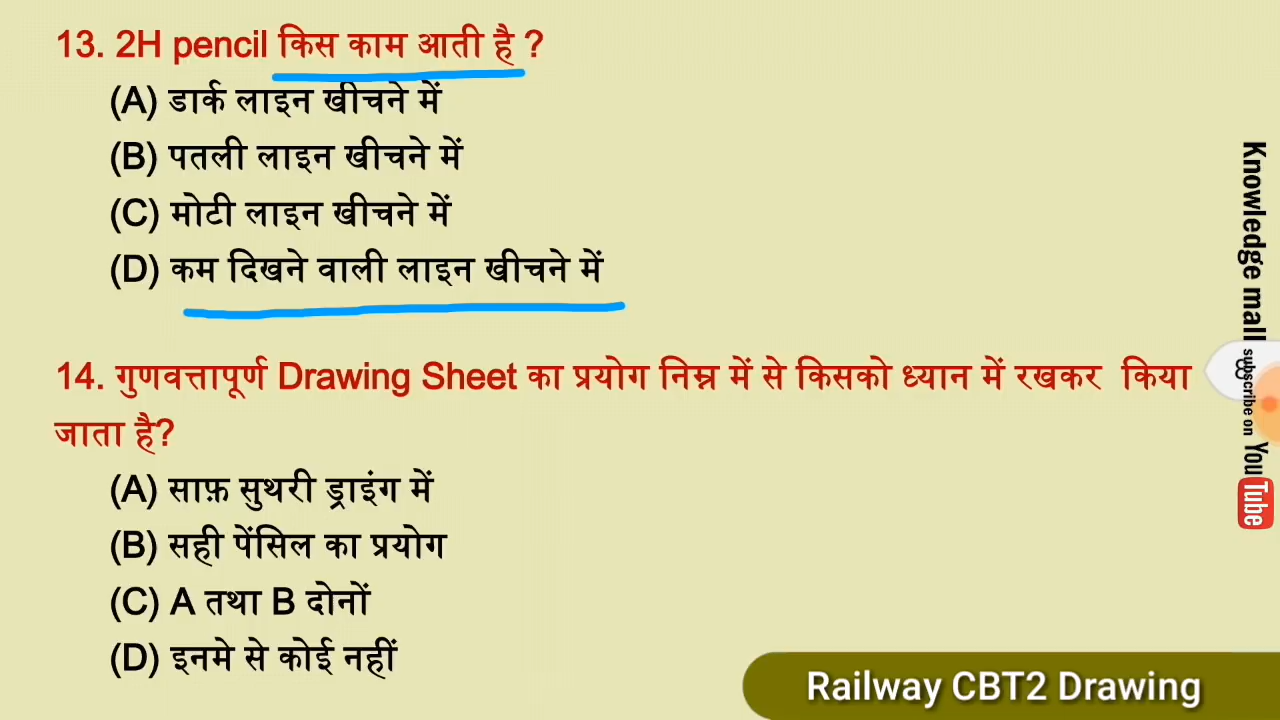 13. 2H pencil किस काम आती है ?
(A) डार्क लाइन खीचने में
(B) पतली लाइन खीचने में
(C) मोटी लाइन खीचने में
(D) कम दिखने वाली लाइन खीचने में
14. गुणवत्तापूर्ण Drawing Sheet का प्रयोग निम्न में से किसको ध्यान में रखकर किया
जाता है?
(A) साफ़ सुथरी ड्राइंग में
(B) सही पेंसिल का प्रयोग
(C) A तथा B दोनों
(D) इनमे से कोई नहीं
Knowledge mall
subscribe on YouTube
Railway CBT2 Drawing